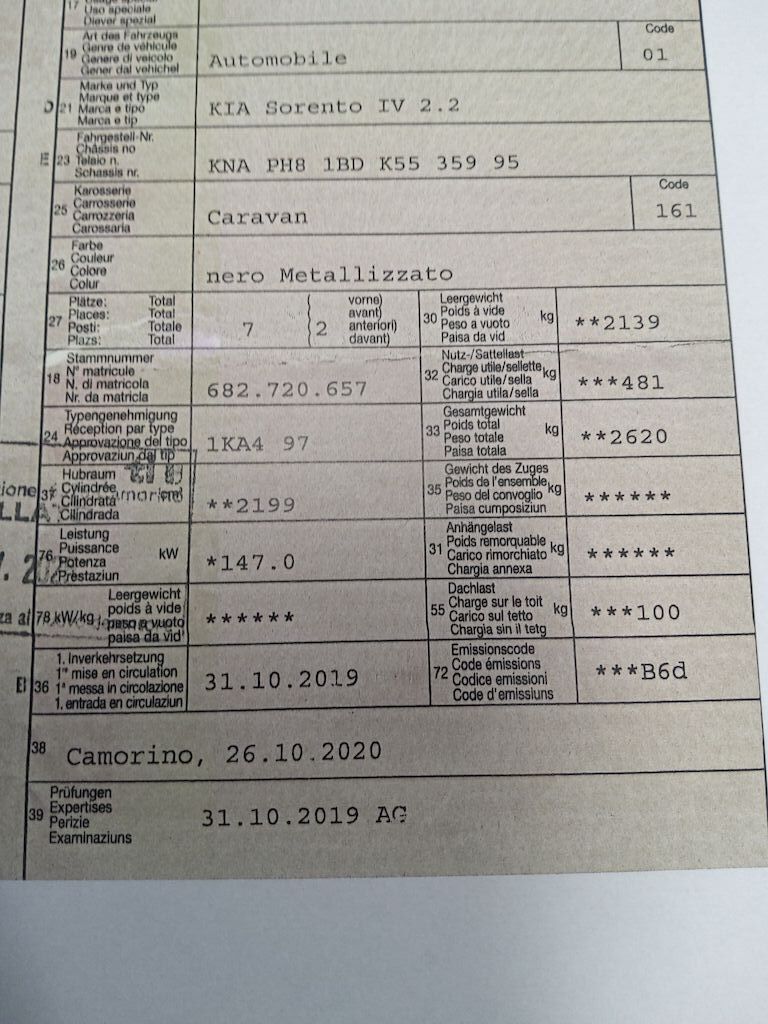 17
Uso speciale
Diever spezial
19 Art des Fahrzeugs
Genre de véhicule
Genere di veicolo
Gener dal vehichel
Automobile
Code
01
D 21 Marke und Typ
Marque et type
Marca e tipo
Marca e tip
KIA Sorento IV 2.2
E 23 Fahrgestell-Nr.
Châssis no
Telaio n.
Schassis nr.
KNA PH8 1BD K55 359 95
25 Karosserie
Carrosserie
Carrozzeria
Carossaria
Caravan
Code
161
26 Farbe
Couleur
Colore
Colur
nero Metallizzato
27 Plätze: Total
Places: Total
Posti: Totale
Plazs: Total
7
2 vorne)
avant)
anteriori)
davant)
30 Leergewicht
Poids à vide
Peso a vuoto
Paisa da vid
kg
**2139
18 Stammnummer
N° matricule
N. di matricola
Nr. da matricla
682.720.657
32 Nutz-/Sattellast
Charge utile/sellette
Carico utile/sella
Chargia utila/sella
kg
***481
24 Typengenehmigung
Réception par type
Approvazione del tipo
Approvaziun dal tip
1KA4 97
33 Gesamtgewicht
Poids total
Peso totale
Paisa totala
kg
**2620
37 Hubraum
Cylindrée
Cilindrata
Cilindrada
**2199
35 Gewicht des Zuges
Poids de l'ensemble
Peso del convoglio
Paisa cumposiziun
kg
******
76 Leistung
Puissance
Potenza
Prestaziun
kW
*147.0
31 Anhängelast
Poids remorquable
Carico rimorchiato
Chargia annexa
kg
******
78 kW/kg Leergewicht
poids à vide
peso a vuoto
paisa da vid
******
55 Dachlast
Charge sur le toit
Carico sul tetto
Chargia sin il tetg
kg
***100
EI 36 1. Inverkehrsetzung
1re mise en circulation
1a messa in circolazione
1. entrada en circulaziun
31.10.2019
72 Emissionscode
Code émissions
Codice emissioni
Code d'emissiuns
***B6d
38 Camorino, 26.10.2020
39 Prüfungen
Expertises
Perizie
Examinaziuns
31.10.2019 AG